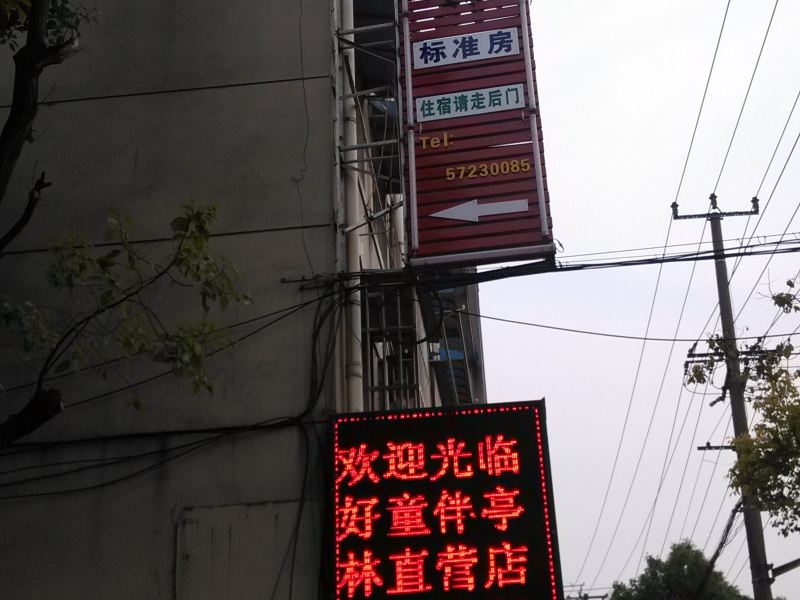 标准房
住宿请走后门
Tel:
57230085
欢迎光临
好童伴亭
林直营店